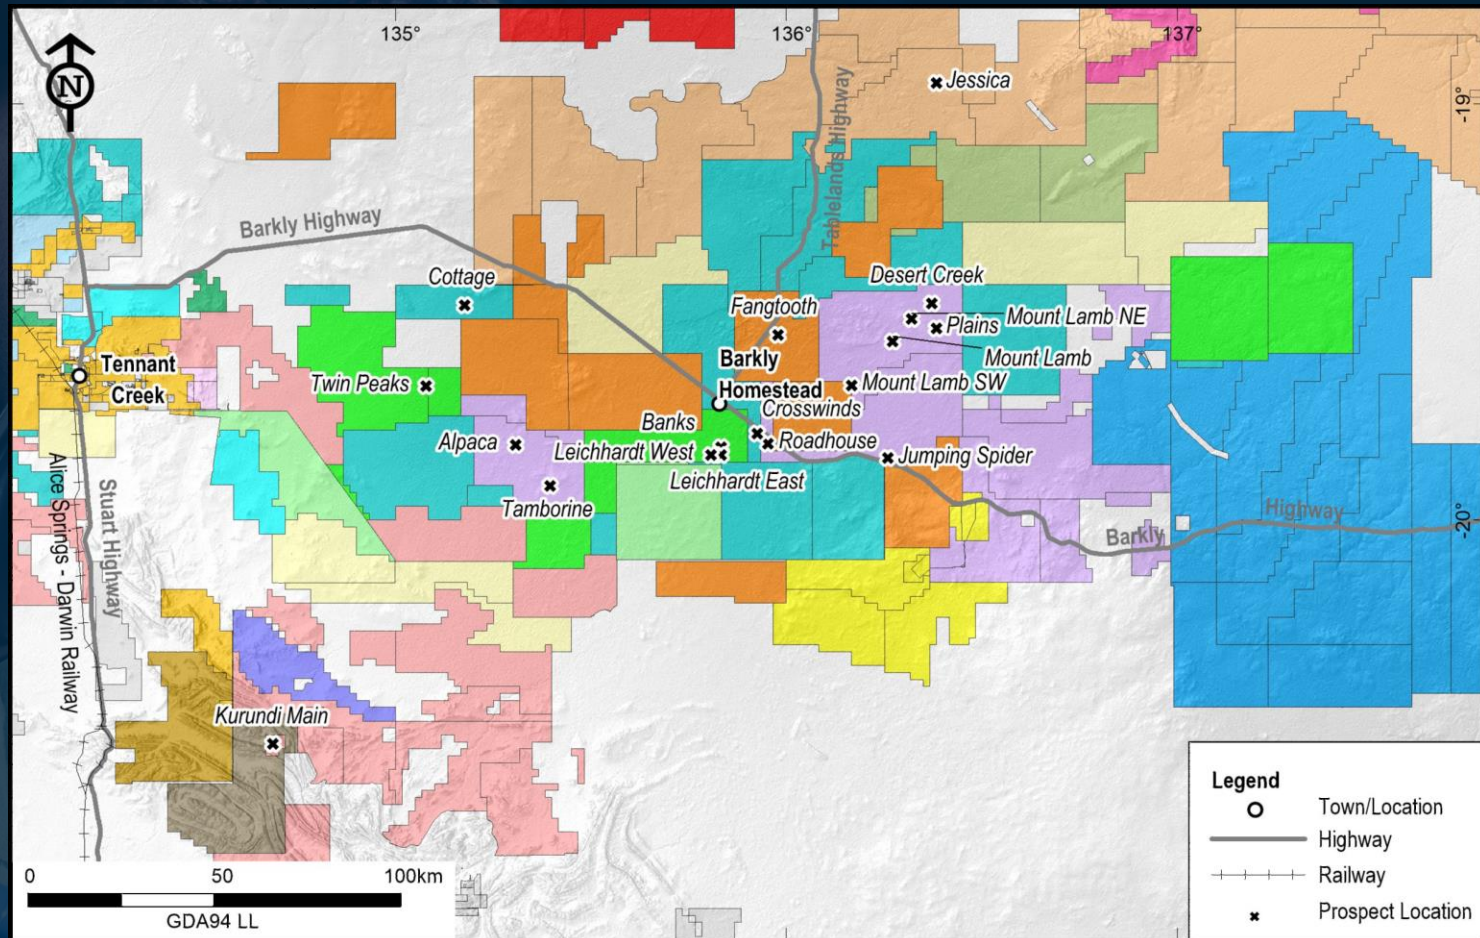 135°
136°
137°
N
Jessica
-19°
Tablelands Highway
Barkly Highway
Cottage
Desert Creek
Fangtooth
Mount Lamb NE
Plains
Mount Lamb
Barkly
Homestead
Tennant
Creek
Twin Peaks
Mount Lamb SW
Crosswinds
Banks
Roadhouse
Alpaca
Leichhardt West
Jumping Spider
Leichhardt East
Tamborine
Alice Springs - Darwin Railway
Stuart Highway
Barkly
Highway
-20°
Kurundi Main
Legend
Town/Location
Highway
Railway
Prospect Location
0 50 100km
GDA94 LL